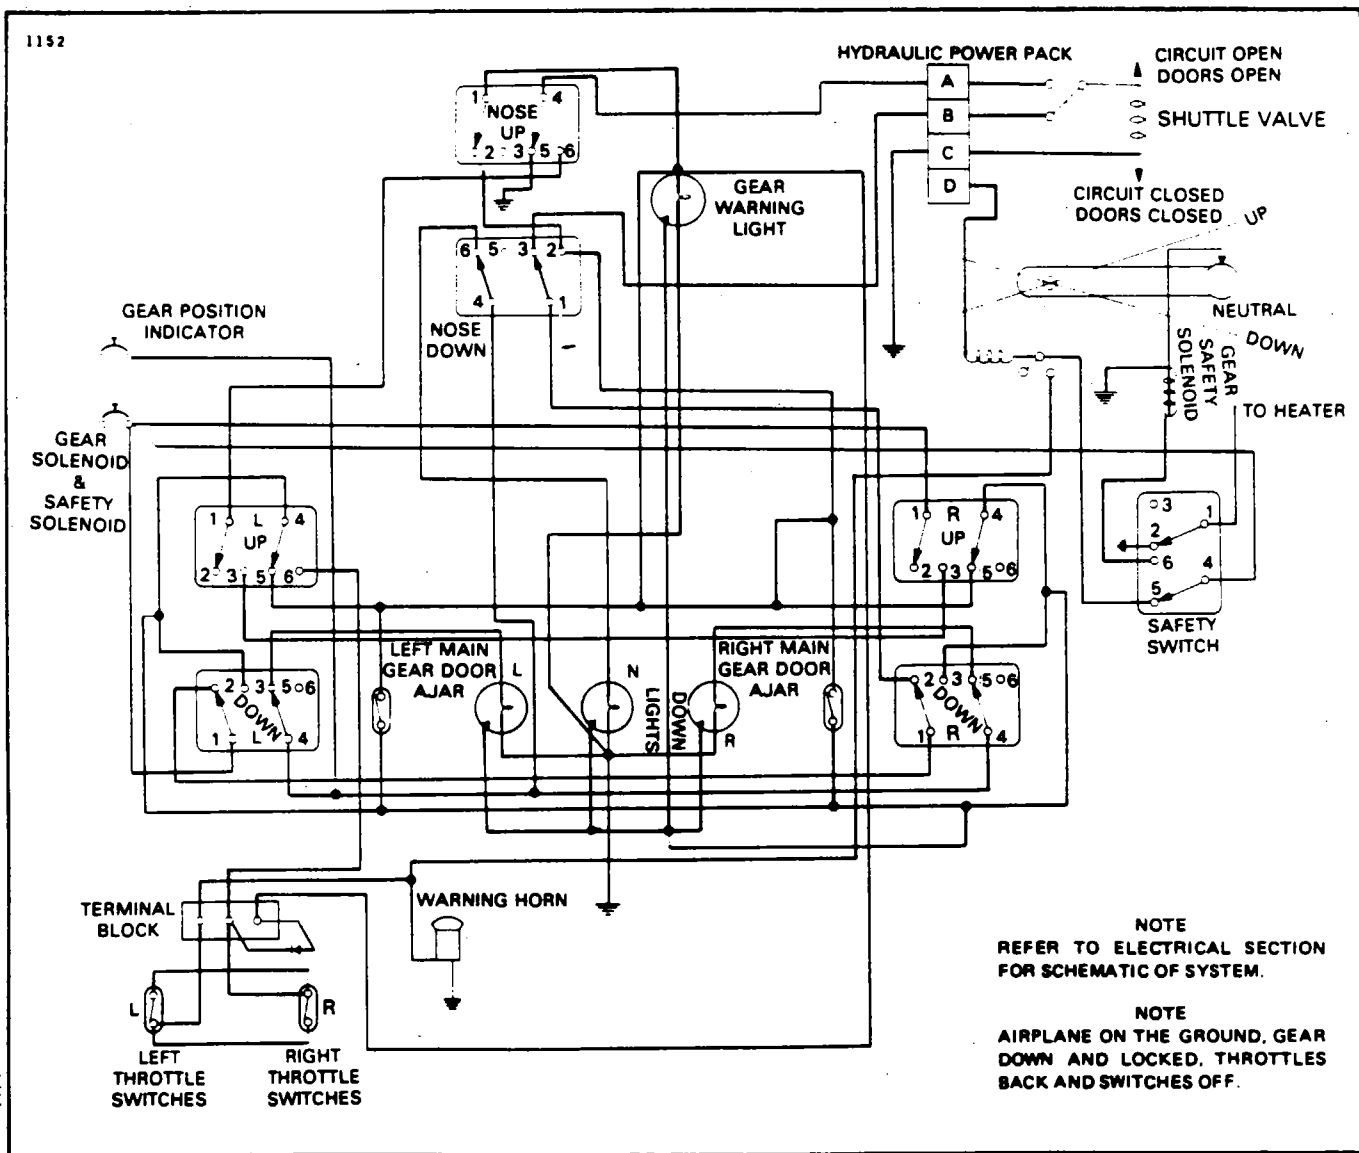 1152
HYDRAULIC POWER PACK
CIRCUIT OPEN
DOORS OPEN
A
B
C
D
SHUTTLE VALVE
CIRCUIT CLOSED
DOORS CLOSED
UP
NEUTRAL
DOWN
GEAR
SAFETY
SOLENOID
TO HEATER
1 4
NOSE
UP
2 3 5 6
GEAR
WARNING
LIGHT
6 5 3 2
4 1
NOSE
DOWN
GEAR POSITION
INDICATOR
GEAR
SOLENOID
&
SAFETY
SOLENOID
1 L 4
UP
2 3 5 6
1 R 4
UP
2 3 5 6
3
1
2
6
4
5
SAFETY
SWITCH
LEFT MAIN
GEAR DOOR
AJAR
L
N
RIGHT MAIN
GEAR DOOR
AJAR
DOWN
LIGHTS
R
2 3 5 6
DOWN
1 L 4
2 3 5 6
DOWN
1 R 4
TERMINAL
BLOCK
WARNING HORN
L
R
LEFT
THROTTLE
SWITCHES
RIGHT
THROTTLE
SWITCHES
NOTE
REFER TO ELECTRICAL SECTION
FOR SCHEMATIC OF SYSTEM.
NOTE
AIRPLANE ON THE GROUND, GEAR
DOWN AND LOCKED, THROTTLES
BACK AND SWITCHES OFF.